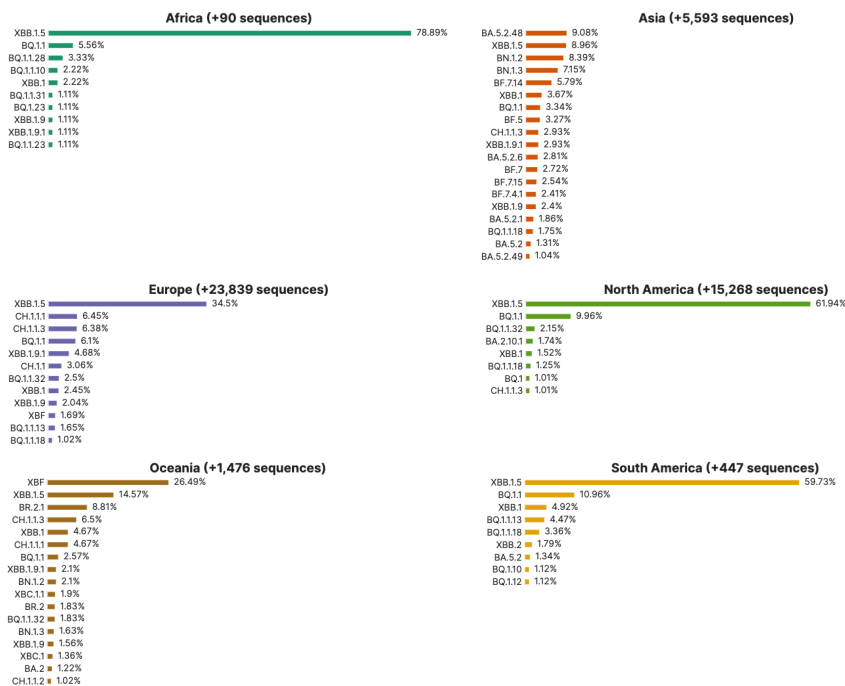 Africa (+90 sequences)
XBB.1.5 78.89%
BQ.1.1 5.56%
BQ.1.1.28 3.33%
BQ.1.1.10 2.22%
XBB.1 2.22%
BQ.1.1.31 1.11%
BQ.1.23 1.11%
XBB.1.9 1.11%
XBB.1.9.1 1.11%
BQ.1.1.23 1.11%
Asia (+5,593 sequences)
BA.5.2.48 9.08%
XBB.1.5 8.96%
BN.1.2 8.39%
BN.1.3 7.15%
BF.7.14 5.79%
XBB.1 3.67%
BQ.1.1 3.34%
BF.5 3.27%
CH.1.1.3 2.93%
XBB.1.9.1 2.93%
BA.5.2.6 2.81%
BF.7 2.72%
BF.7.15 2.54%
BF.7.4.1 2.41%
XBB.1.9 2.4%
BA.5.2.1 1.86%
BQ.1.1.18 1.75%
BA.5.2 1.31%
BA.5.2.49 1.04%
Europe (+23,839 sequences)
XBB.1.5 34.5%
CH.1.1.1 6.45%
CH.1.1.3 6.38%
BQ.1.1 6.1%
XBB.1.9.1 4.68%
CH.1.1 3.06%
BQ.1.1.32 2.5%
XBB.1 2.45%
XBB.1.9 2.04%
XBF 1.69%
BQ.1.1.13 1.65%
BQ.1.1.18 1.02%
North America (+15,268 sequences)
XBB.1.5 61.94%
BQ.1.1 9.96%
BQ.1.1.32 2.15%
BA.2.10.1 1.74%
XBB.1 1.52%
BQ.1.1.18 1.25%
BQ.1 1.01%
CH.1.1.3 1.01%
Oceania (+1,476 sequences)
XBF 26.49%
XBB.1.5 14.57%
BR.2.1 8.81%
CH.1.1.3 6.5%
XBB.1 4.67%
CH.1.1.1 4.67%
BQ.1.1 2.57%
XBB.1.9.1 2.1%
BN.1.2 2.1%
XBC.1.1 1.9%
BR.2 1.83%
BQ.1.1.32 1.83%
BN.1.3 1.63%
XBB.1.9 1.56%
XBC.1 1.36%
BA.2 1.22%
CH.1.1.2 1.02%
South America (+447 sequences)
XBB.1.5 59.73%
BQ.1.1 10.96%
XBB.1 4.92%
BQ.1.1.13 4.47%
BQ.1.1.18 3.36%
XBB.2 1.79%
BA.5.2 1.34%
BQ.1.10 1.12%
BQ.1.12 1.12%